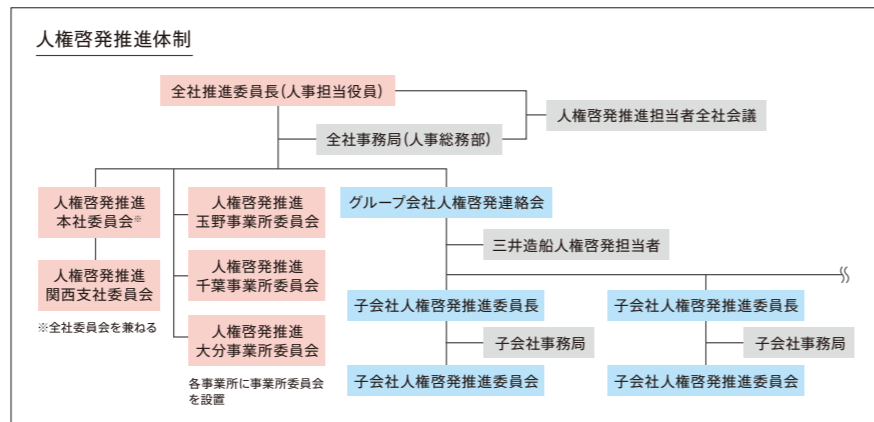 人権啓発推進体制
全社推進委員長(人事担当役員)
人権啓発推進担当者全社会議
全社事務局(人事総務部)
人権啓発推進
本社委員会※
人権啓発推進
玉野事業所委員会
グループ会社人権啓発連絡会
三井造船人権啓発担当者
人権啓発推進
関西支社委員会
人権啓発推進
千葉事業所委員会
子会社人権啓発推進委員長
子会社人権啓発推進委員長
※全社委員会を兼ねる
人権啓発推進
大分事業所委員会
子会社事務局
子会社事務局
子会社人権啓発推進委員会
子会社人権啓発推進委員会
各事業所に事業所委員会
を設置